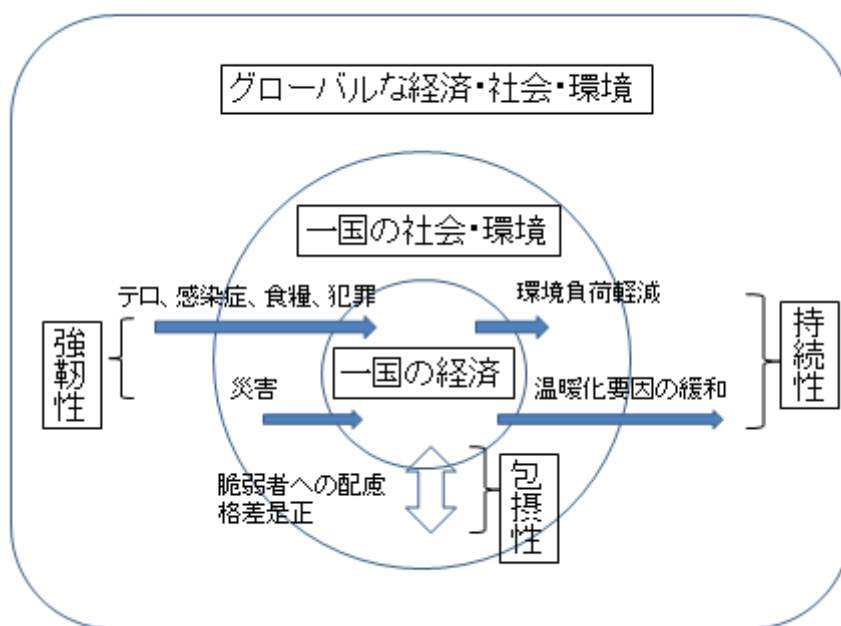 グローバルな経済・社会・環境
一国の社会・環境
テロ、感染症、食糧、犯罪
環境負荷軽減
強靭性
一国の経済
持続性
災害
温暖化要因の緩和
脆弱者への配慮
格差是正
包摂性